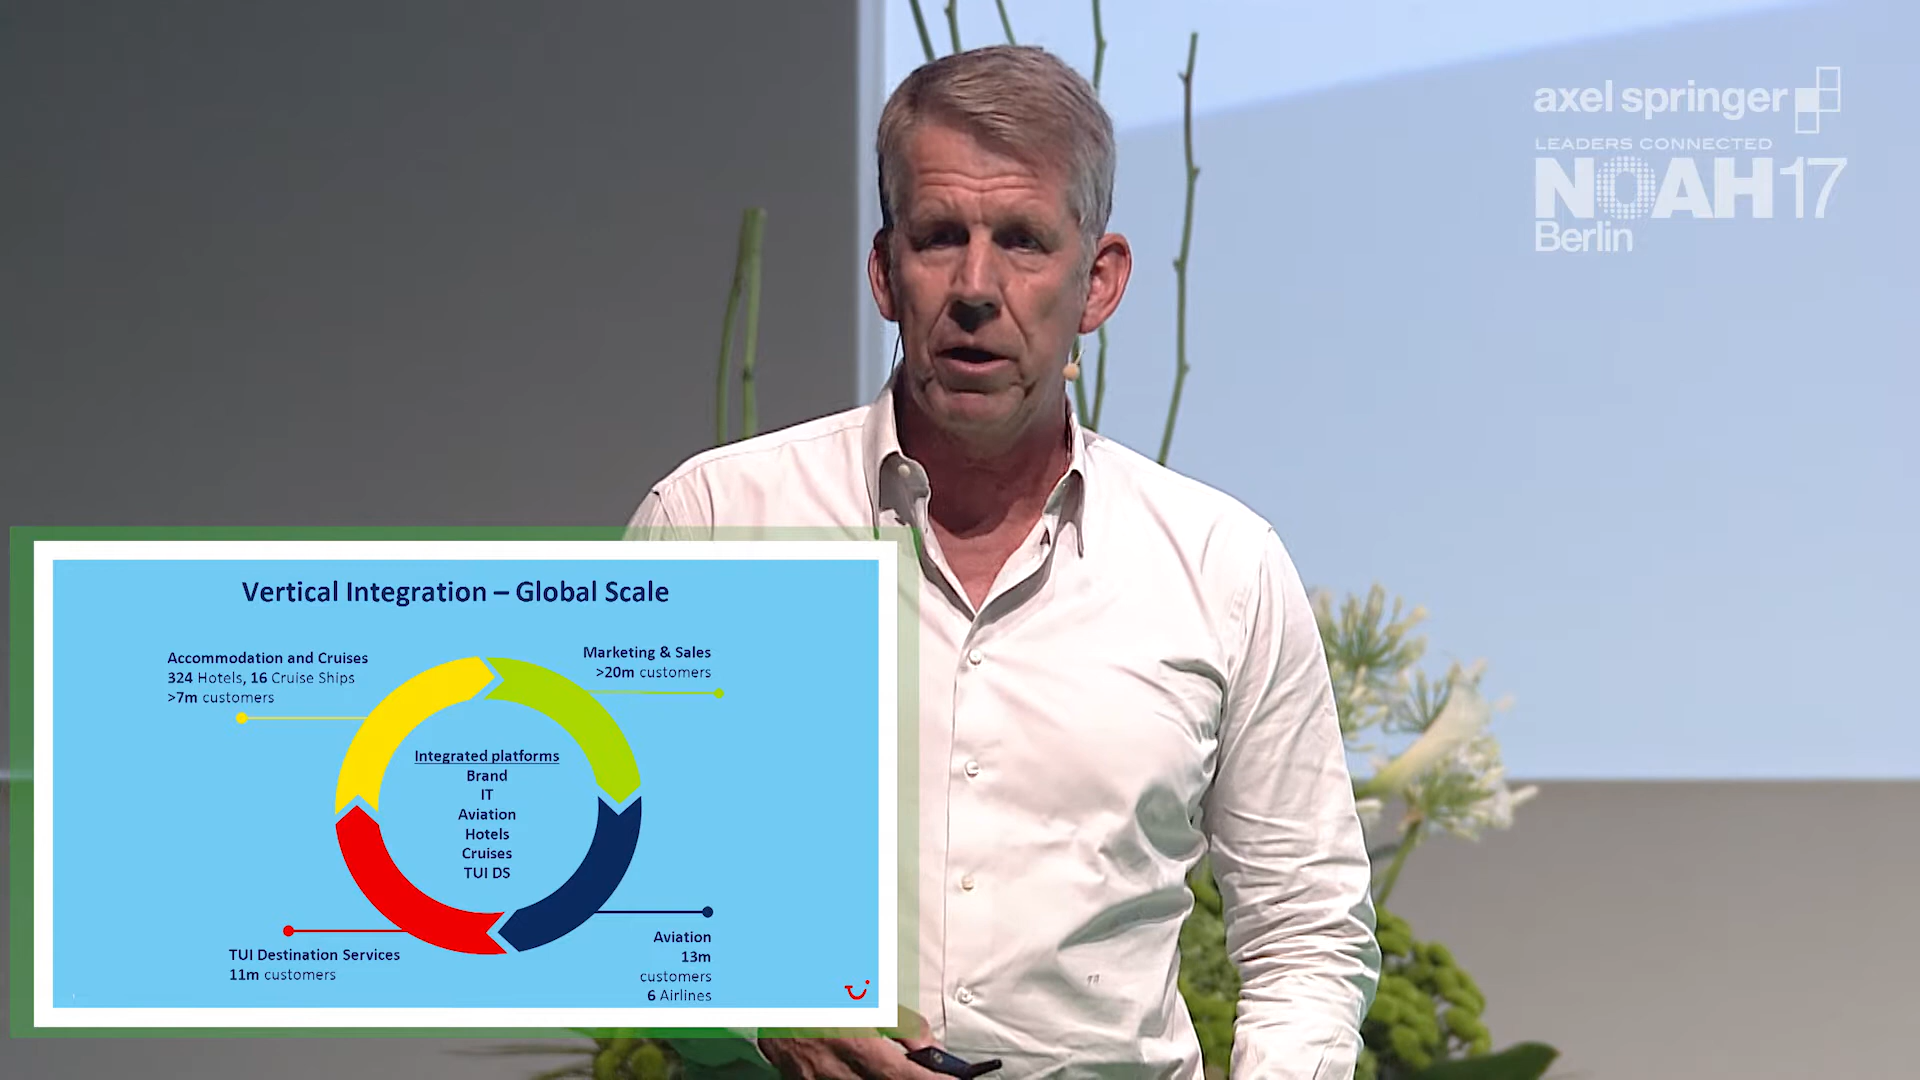 axel springer
LEADERS CONNECTED
NOAH17
Berlin
Vertical Integration – Global Scale
Accommodation and Cruises
324 Hotels, 16 Cruise Ships
>7m customers
Marketing & Sales
>20m customers
Integrated platforms
Brand
IT
Aviation
Hotels
Cruises
TUI DS
TUI Destination Services
11m customers
Aviation
13m
customers
6 Airlines